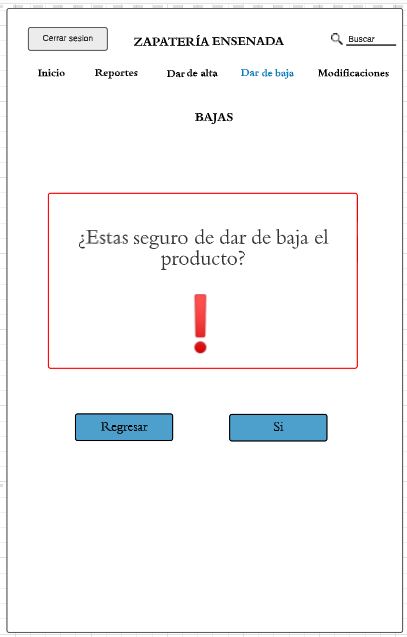 Cerrar sesion
ZAPATERÍA ENSENADA
Buscar
Inicio Reportes Dar de alta Dar de baja Modificaciones
BAJAS
¿Estas seguro de dar de baja el
producto?
Regresar Si